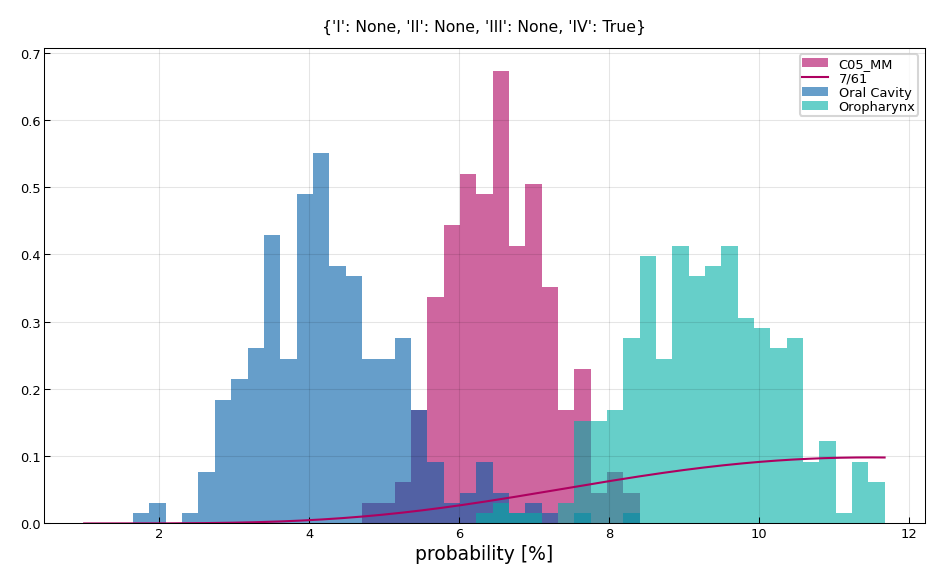 {'I': None, 'II': None, 'III': None, 'IV': True}
0.7
0.6
0.5
0.4
0.3
0.2
0.1
0.0
C05_MM
7/61
Oral Cavity
Oropharynx
2 4 6 8 10 12
probability [%]